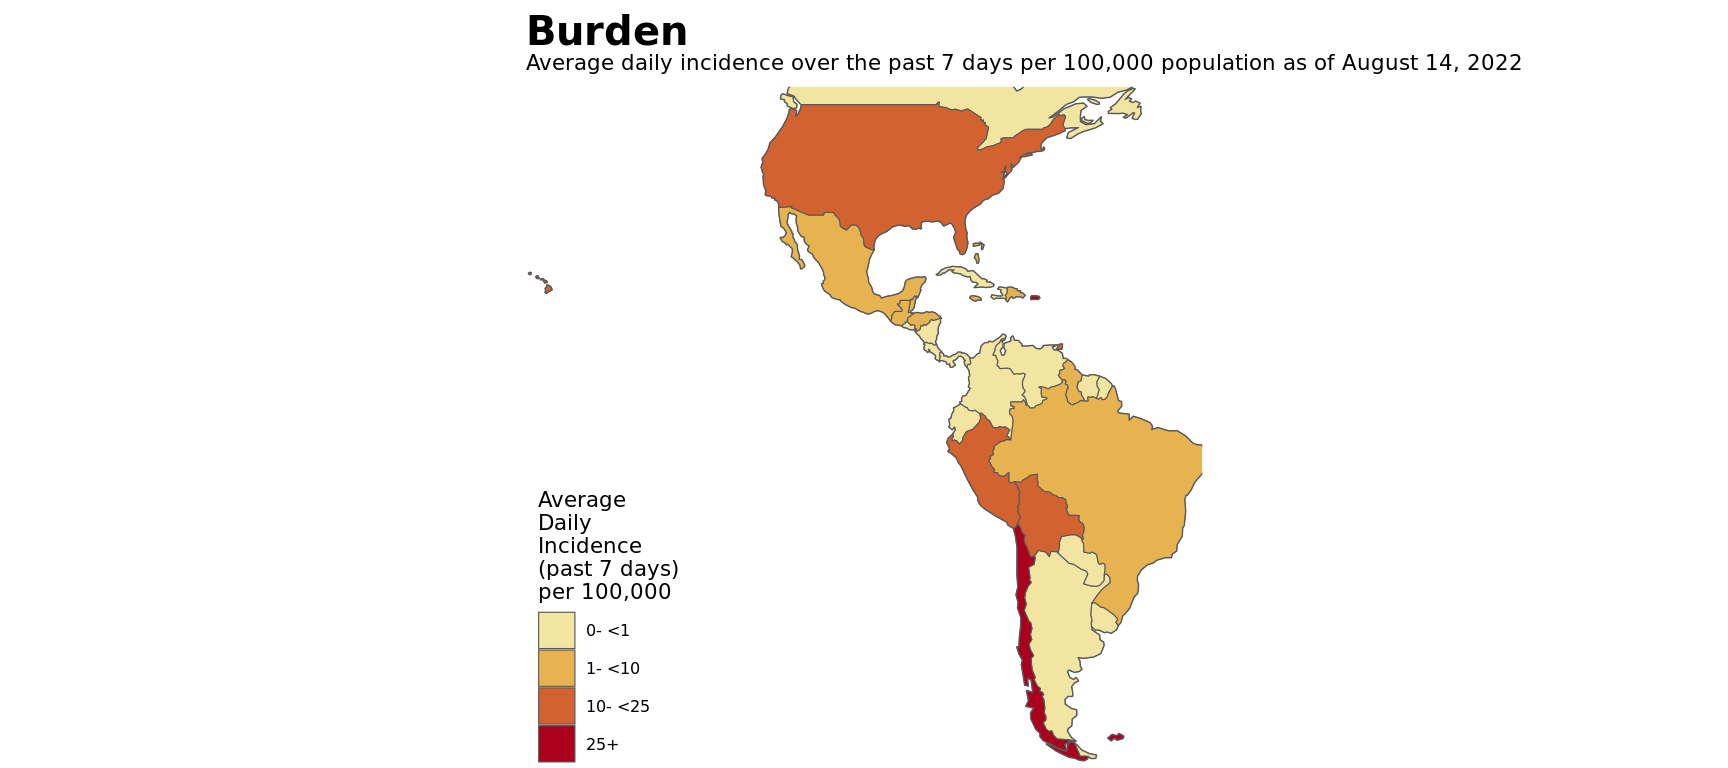 Burden
Average daily incidence over the past 7 days per 100,000 population as of August 14, 2022
Average
Daily
Incidence
(past 7 days)
per 100,000
0- <1
1- <10
10- <25
25+